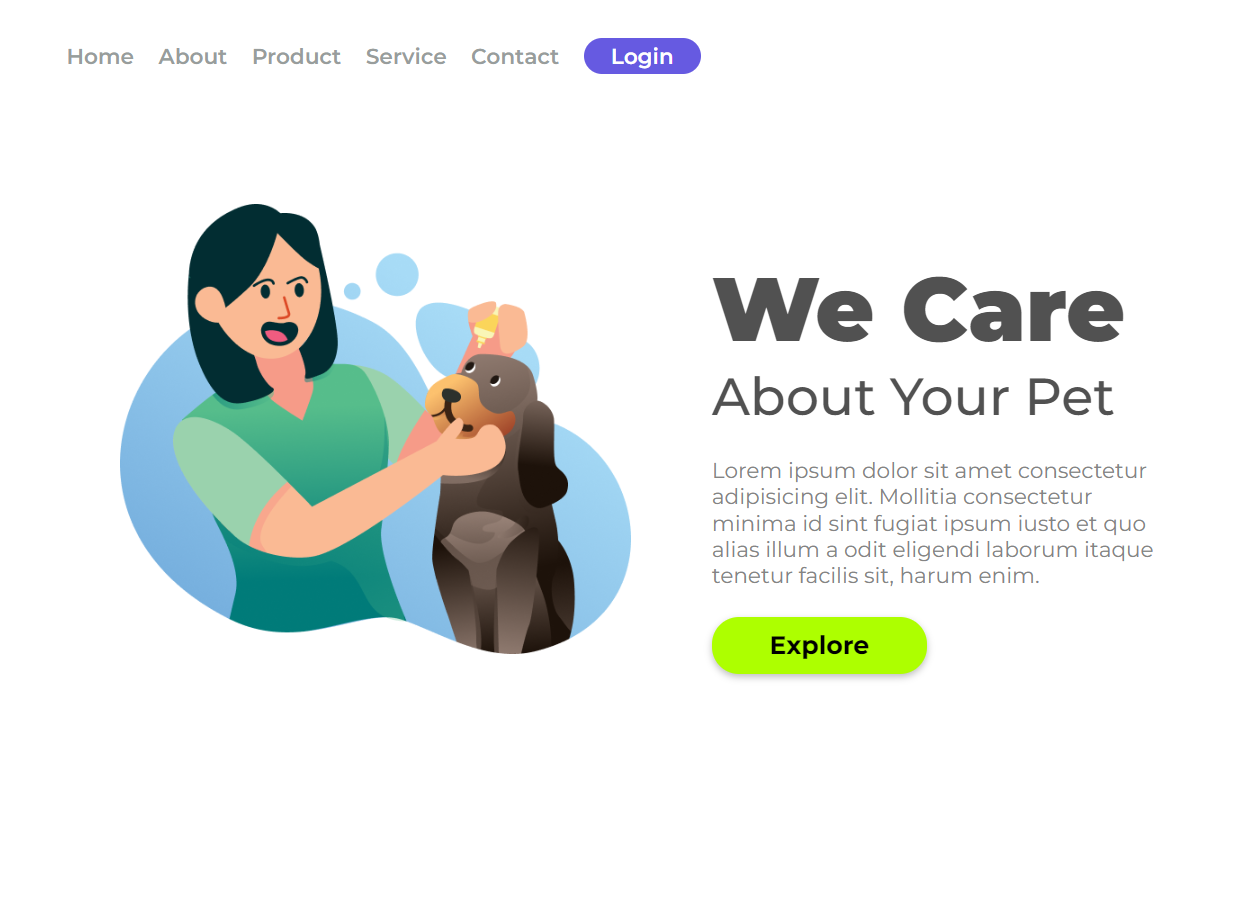 Home About Product Service Contact Login
We Care
About Your Pet
Lorem ipsum dolor sit amet consectetur
adipisicing elit. Mollitia consectetur
minima id sint fugiat ipsum iusto et quo
alias illum a odit eligendi laborum itaque
tenetur facilis sit, harum enim.
Explore